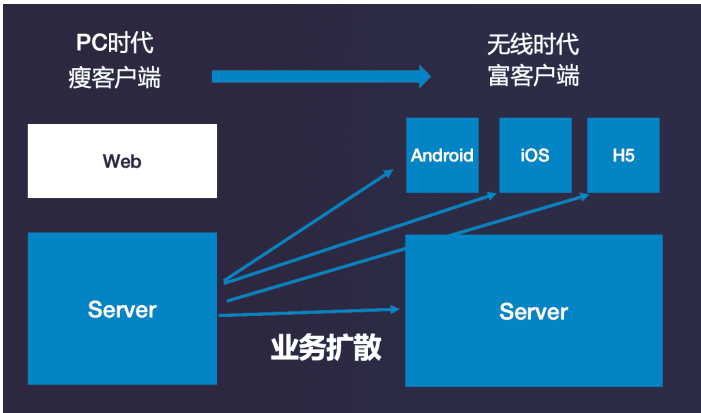 PC时代
瘦客户端
无线时代
富客户端
Web
Android
iOS
H5
Server
Server
业务扩散